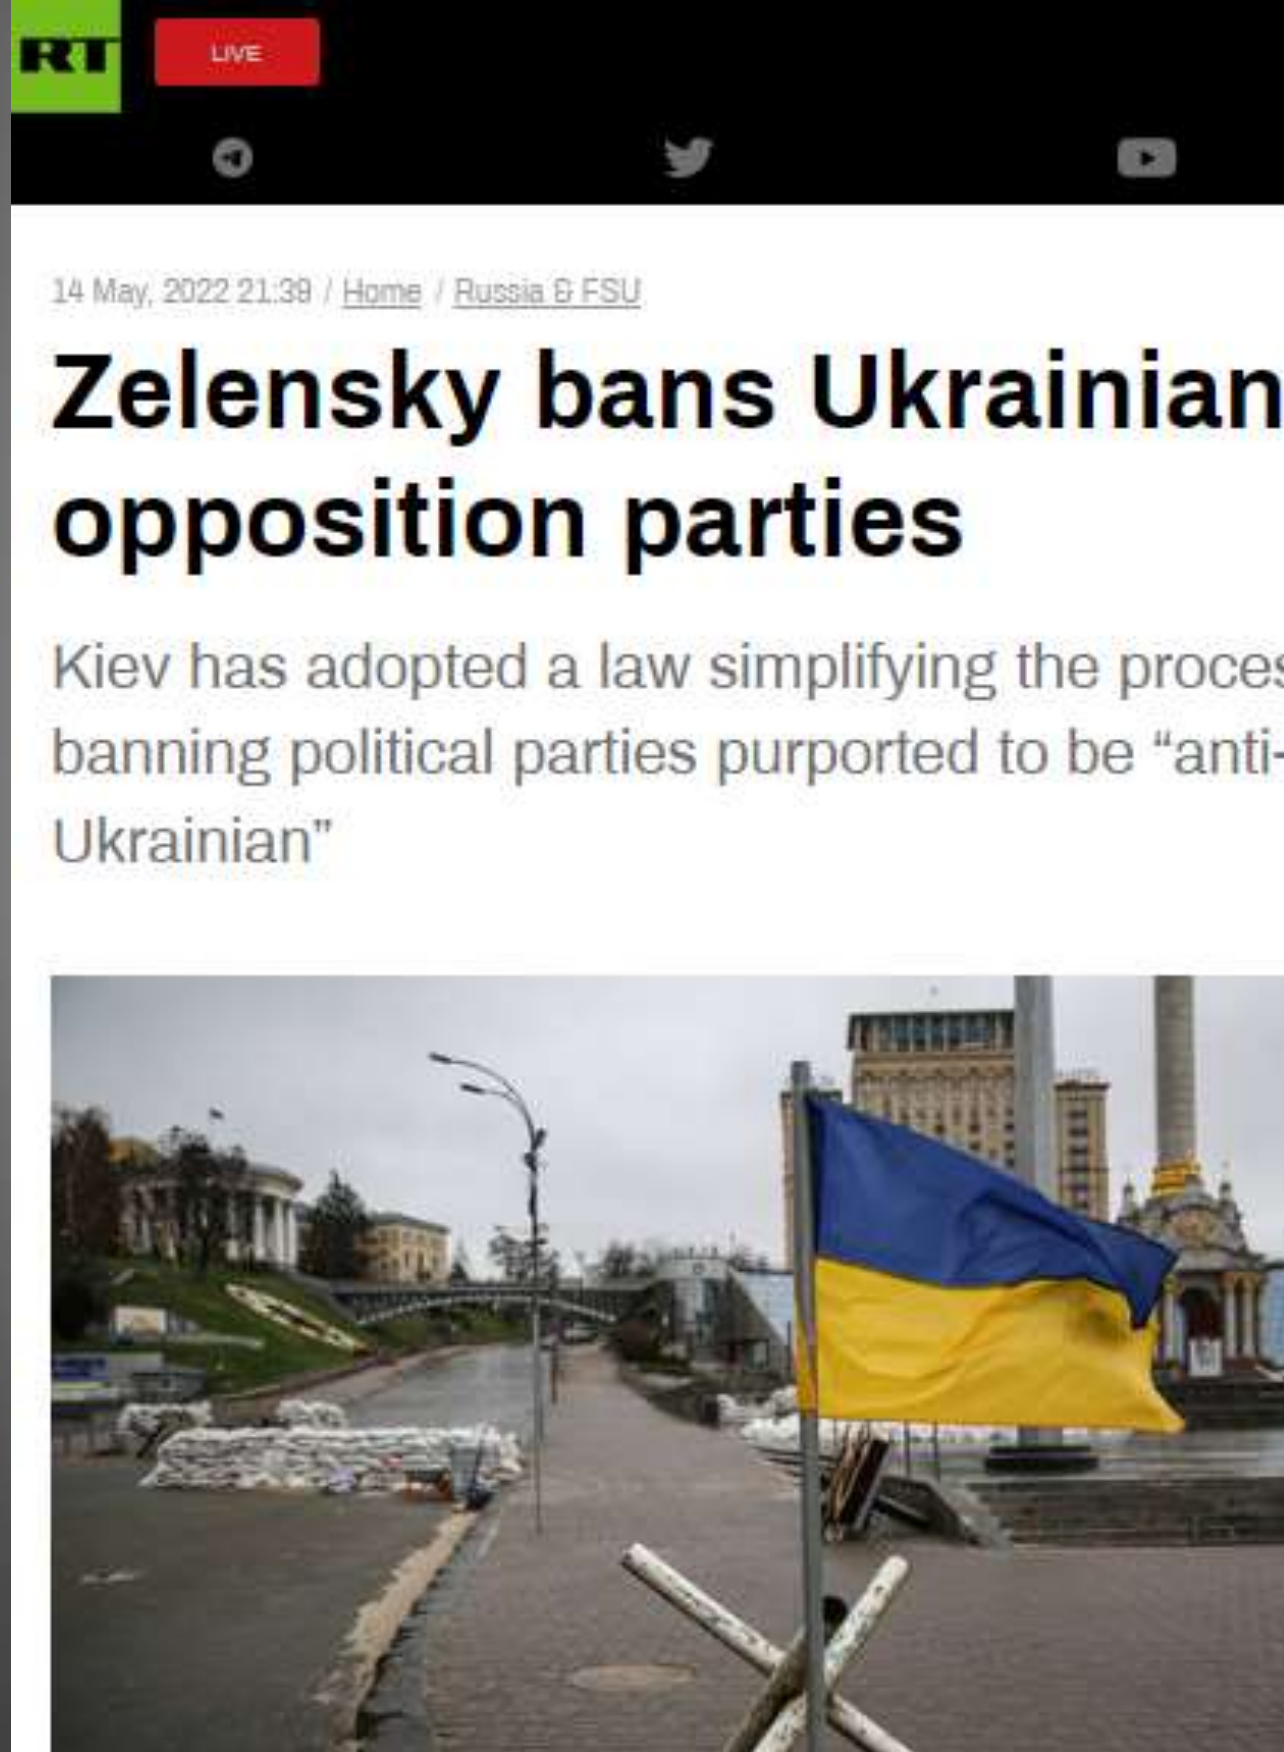 RT
LIVE
14 May, 2022 21:39 / Home / Russia & FSU
Zelensky bans Ukrainian
opposition parties
Kiev has adopted a law simplifying the proces
banning political parties purported to be “anti-
Ukrainian”